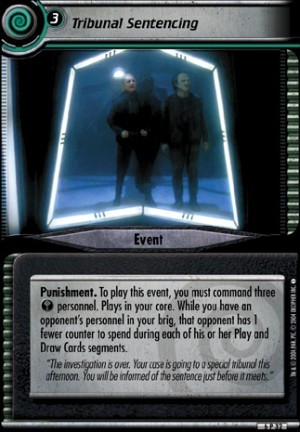 3
Tribunal Sentencing
Event
Punishment. To play this event, you must command three
personnel. Plays in your core. While you have an
opponent's personnel in your brig, that opponent has 1
fewer counter to spend during each of his or her Play and
Draw Cards segments.
"The investigation is over. Your case is going to a special tribunal this
afternoon. You will be informed of the sentence just before it meets."